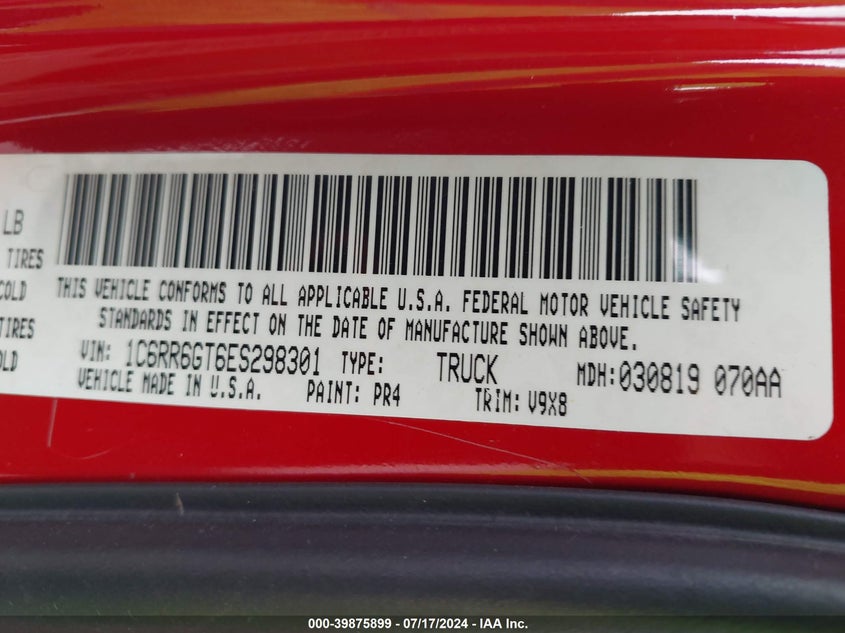 LB
TIRES
COLD
TIRES
THIS VEHICLE CONFORMS TO ALL APPLICABLE U.S.A. FEDERAL MOTOR VEHICLE SAFETY
STANDARDS IN EFFECT ON THE DATE OF MANUFACTURE SHOWN ABOVE.
VIN: 1C6RR6GT6ES298301 TYPE: TRUCK MDH:030819 070AA
VEHICLE MADE IN U.S.A. PAINT: PR4 TRIM: V9X8
000-39875899 - 07/17/2024 - IAA Inc.